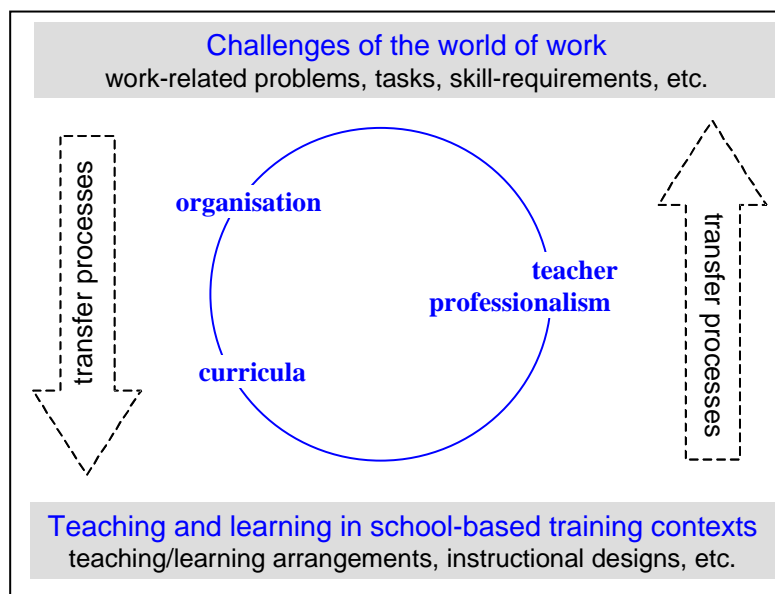 Challenges of the world of work
work-related problems, tasks, skill-requirements, etc.
transfer processes
organisation
teacher
professionalism
curricula
transfer processes
Teaching and learning in school-based training contexts
teaching/learning arrangements, instructional designs, etc.